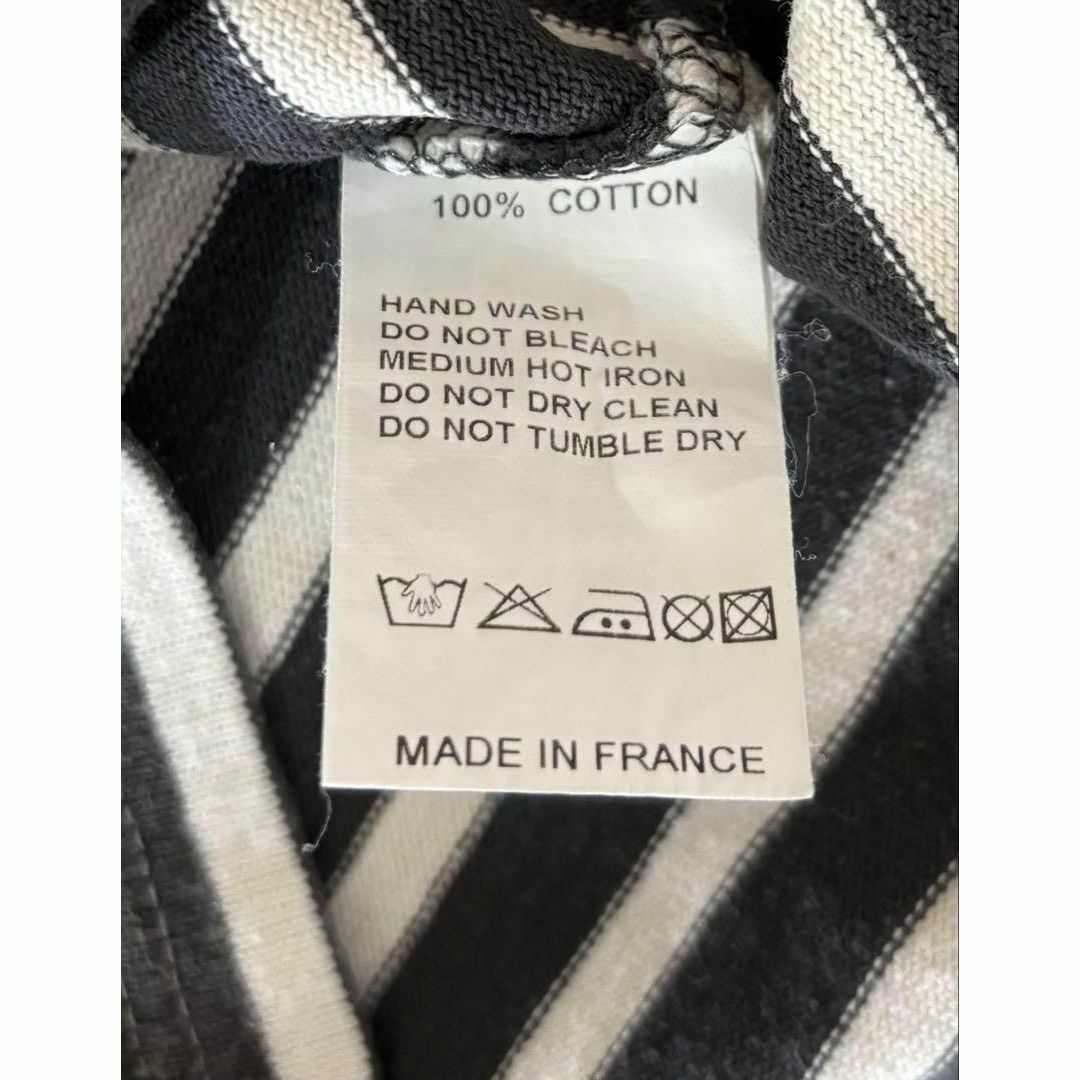 100% COTTON
HAND WASH
DO NOT BLEACH
MEDIUM HOT IRON
DO NOT DRY CLEAN
DO NOT TUMBLE DRY
MADE IN FRANCE